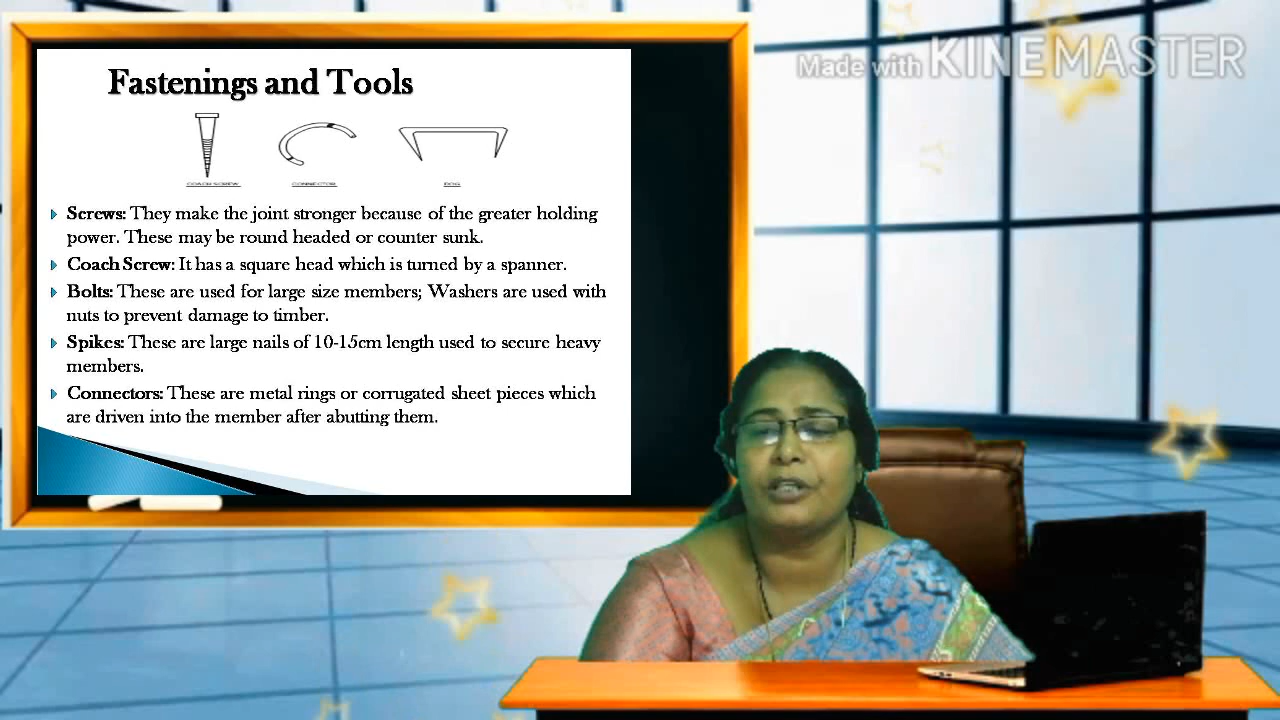 Made with KINEMASTER
Fastenings and Tools
COACH SCREW
CONNECTOR
DOG
Screws: They make the joint stronger because of the greater holding
power. These may be round headed or counter sunk.
Coach Screw: It has a square head which is turned by a spanner.
Bolts: These are used for large size members; Washers are used with
nuts to prevent damage to timber.
Spikes: These are large nails of 10-15cm length used to secure heavy
members.
Connectors: These are metal rings or corrugated sheet pieces which
are driven into the member after abutting them.